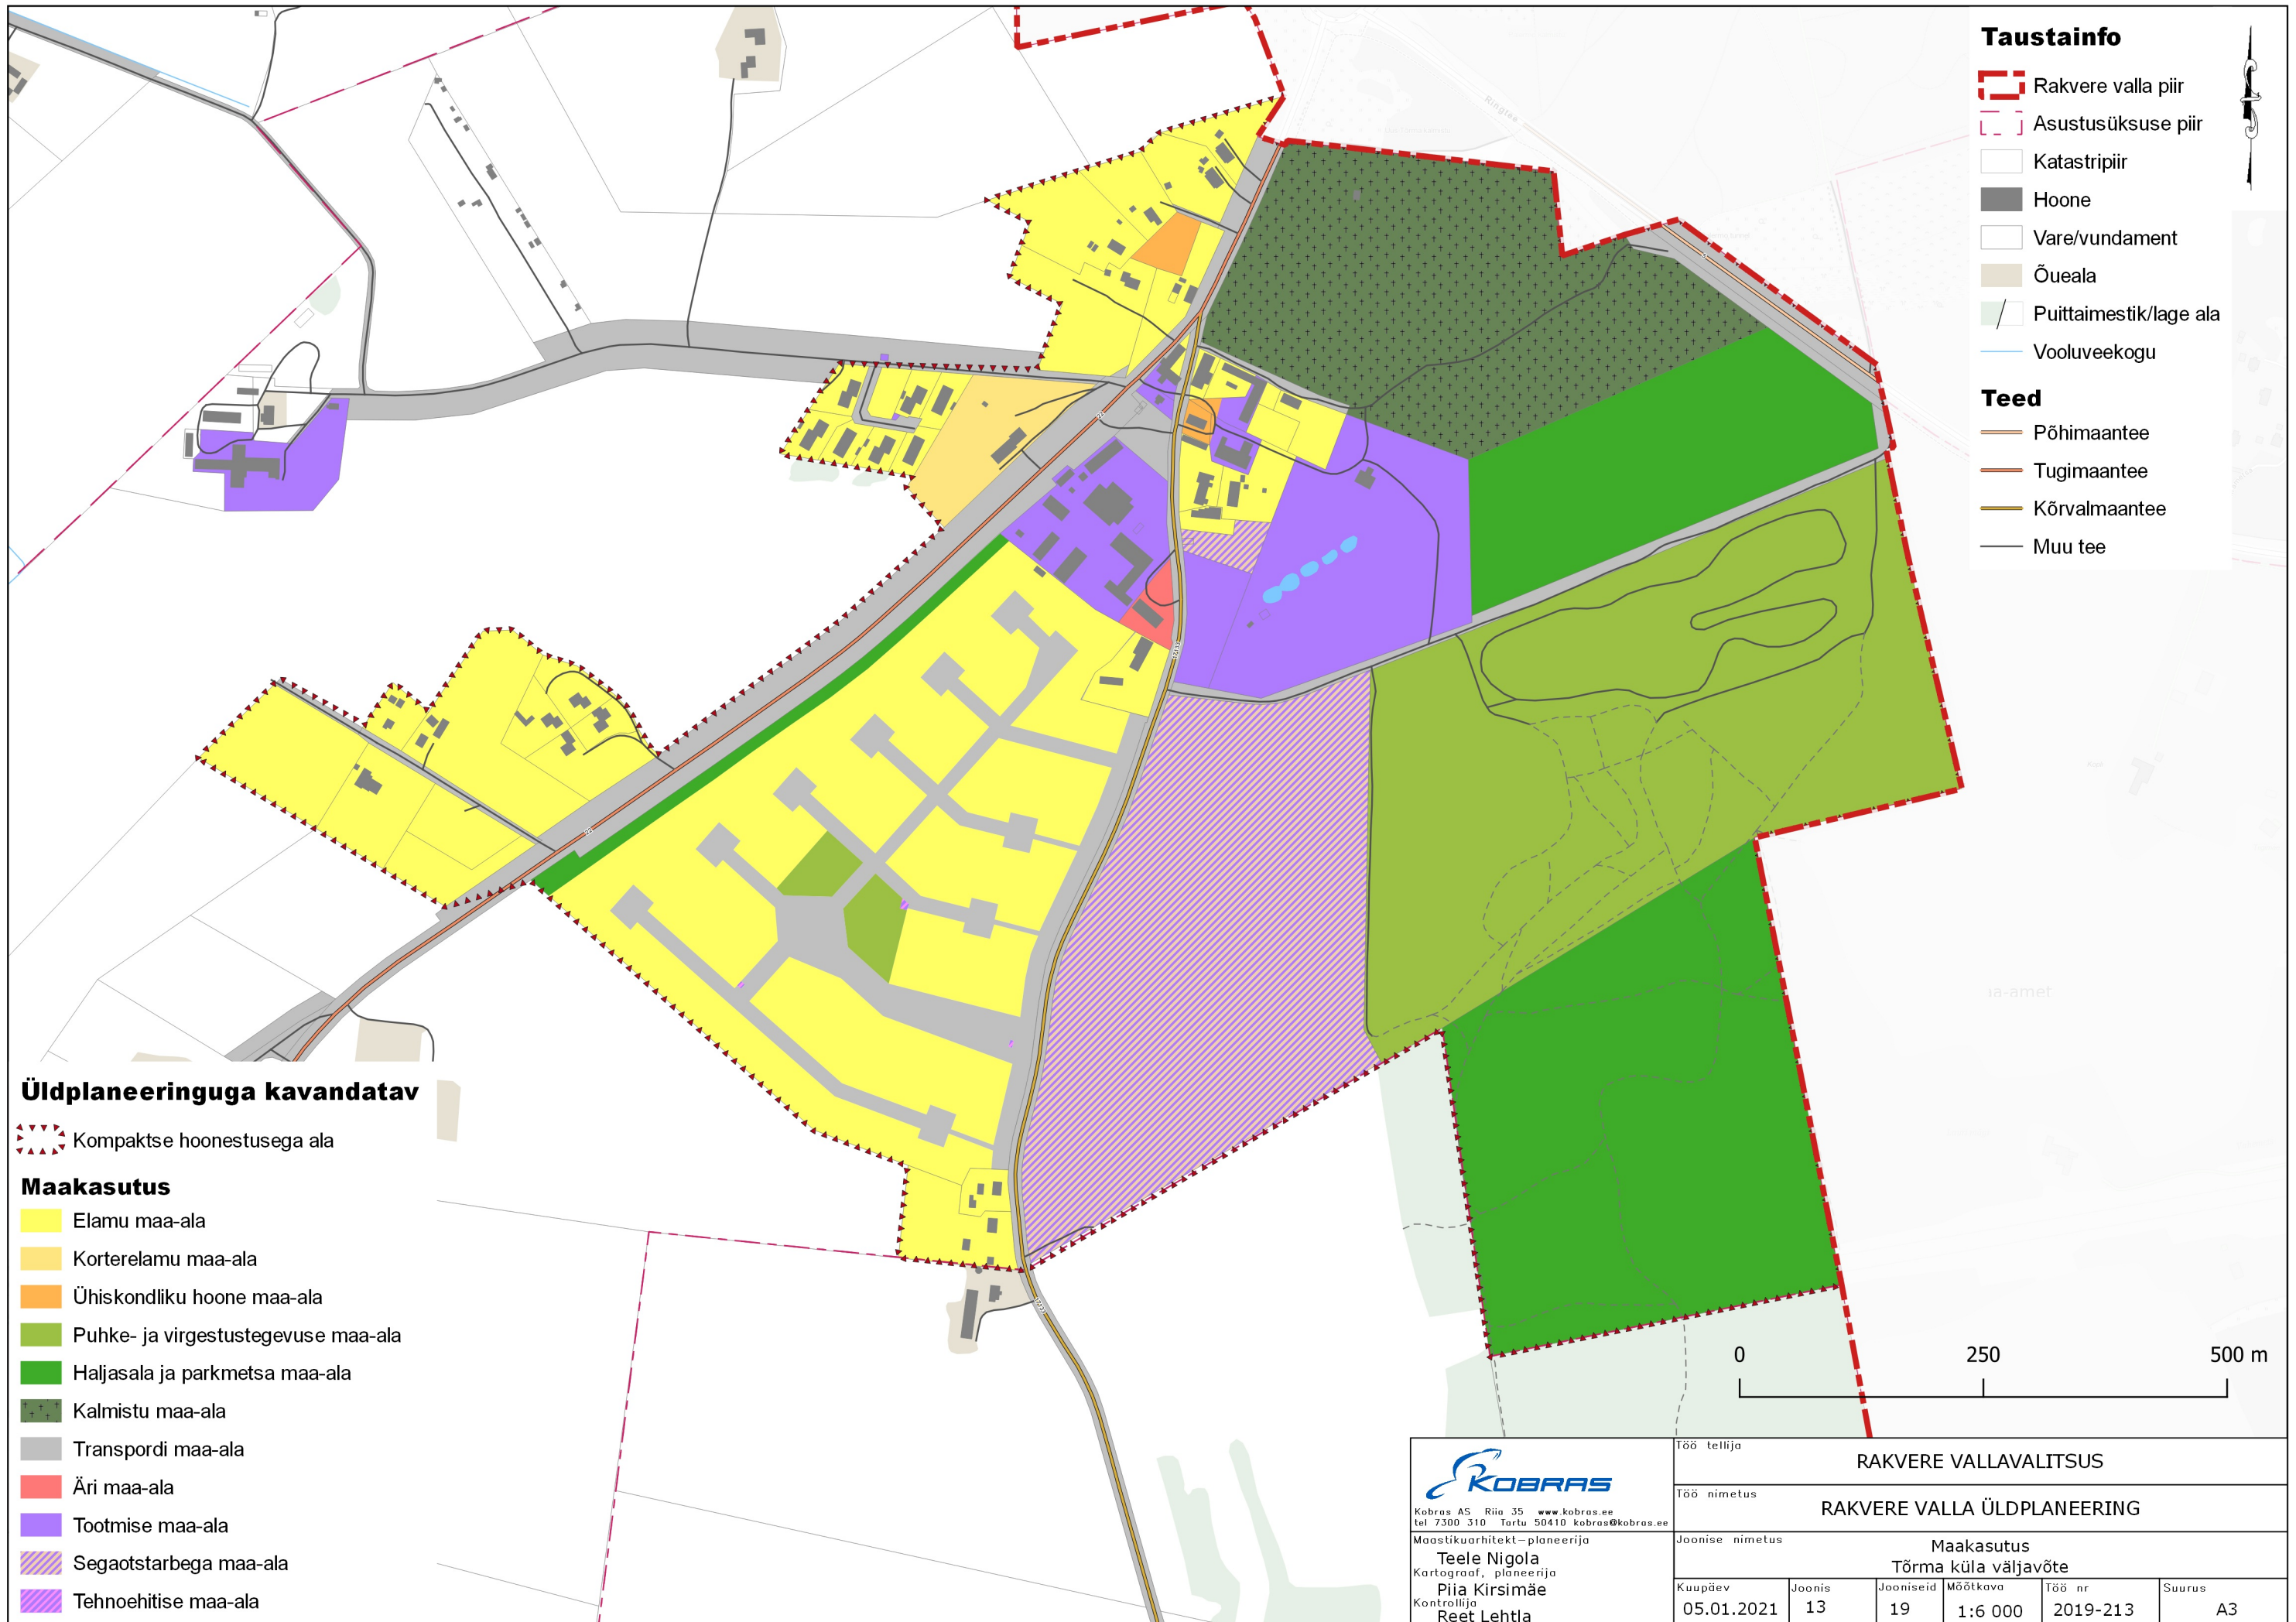 Taustainfo
Rakvere valla piir
Asustusüksuse piir
Katastripiir
Hoone
Vare/vundament
Õueala
Puittaimestik/lage ala
Vooluveekogu
Teed
Põhimaantee
Tugimaantee
Kõrvalmaantee
Muu tee
Ringtee
Üldplaneeringuga kavandatav
Kompaktse hoonestusega ala
Maakasutus
Elamu maa-ala
Korterelamu maa-ala
Ühiskondliku hoone maa-ala
Puhke- ja virgestustegevuse maa-ala
Haljasala ja parkmetsa maa-ala
Kalmistu maa-ala
Transpordi maa-ala
Äri maa-ala
Tootmise maa-ala
Segaotstarbega maa-ala
Tehnoehitise maa-ala
0 250 500 m
KOBRAS
Kobras AS Riia 35 www.kobras.ee
tel 7300 310 Tartu 50410 kobras@kobras.ee
Maastikuarhitekt-planeerija
Teele Nigola
Kartograaf, planeerija
Piia Kirsimäe
Kontrollija
Reet Lehtla
Töö tellija
RAKVERE VALLAVALITSUS
Töö nimetus
RAKVERE VALLA ÜLDPLANEERING
Joonise nimetus
Maakasutus
Tõrma küla väljavõte
Kuupäev Joonis Jooniseid Mõõtkava Töö nr Suurus
05.01.2021 13 19 1:6 000 2019-213 A3